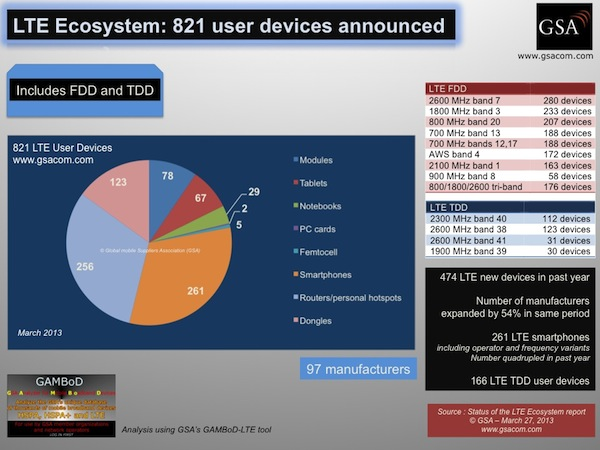 LTE Ecosystem: 821 user devices announced
GSA
www.gsacom.com
Includes FDD and TDD
821 LTE User Devices
www.gsacom.com
78
67
29
2
5
261
256
123
© Global mobile Suppliers Association (GSA)
March 2013
Modules
Tablets
Notebooks
PC cards
Femtocell
Smartphones
Routers/personal hotspots
Dongles
97 manufacturers
LTE FDD
2600 MHz band 7 280 devices
1800 MHz band 3 233 devices
800 MHz band 20 207 devices
700 MHz band 13 188 devices
700 MHz bands 12,17 188 devices
AWS band 4 172 devices
2100 MHz band 1 163 devices
900 MHz band 8 58 devices
800/1800/2600 tri-band 176 devices
LTE TDD
2300 MHz band 40 112 devices
2600 MHz band 38 123 devices
2600 MHz band 41 31 devices
1900 MHz band 39 30 devices
474 LTE new devices in past year
Number of manufacturers
expanded by 54% in same period
261 LTE smartphones
including operator and frequency variants
Number quadrupled in past year
166 LTE TDD user devices
Source : Status of the LTE Ecosystem report
© GSA – March 27, 2013
www.gsacom.com
GAMBoD
HSPA, HSPA+ and LTE
Analysis using GSA's GAMBoD-LTE tool